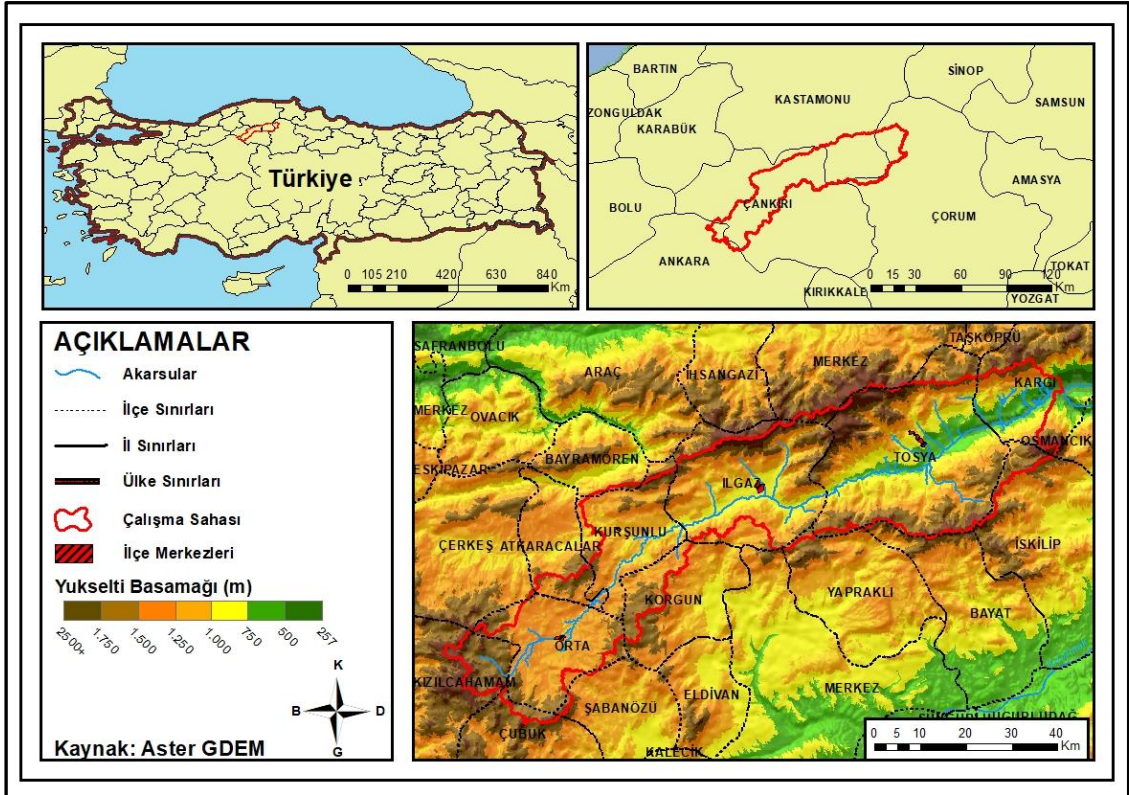 Türkiye
0 105 210 420 630 840
Km
BARTIN
SİNOP
KASTAMONU
ZONGULDAK
SAMSUN
KARABÜK
AMASYA
BOLU
ÇANKIRI
ÇORUM
ANKARA
TOKAT
KIRIKKALE
YOZGAT
0 15 30 60 90 120
Km
AÇIKLAMALAR
Akarsular
İlçe Sınırları
İl Sınırları
Ülke Sınırları
Çalışma Sahası
İlçe Merkezleri
Yukselti Basamağı (m)
2500+ 1.750 1.500 1.250 1.000 750 500 257
K
B D
G
Kaynak: Aster GDEM
SAFRANBOLU
TAŞKÖPRÜ
ARAÇ
İHSANGAZİ
MERKEZ
KARGI
MERKEZ
OVACIK
OSMANCIK
TOSYA
BAYRAMÖREN
ESKİPAZAR
ILGAZ
KURŞUNLU
ÇERKEŞ
ATKARACALAR
İSKİLİP
YAPRAKLI
KORGUN
BAYAT
ORTA
KIZILCAHAMAM
ELDİVAN
MERKEZ
ŞABANÖZÜ
UĞURLUDAĞ
ÇUBUK
KALECİK
0 5 10 20 30 40
Km